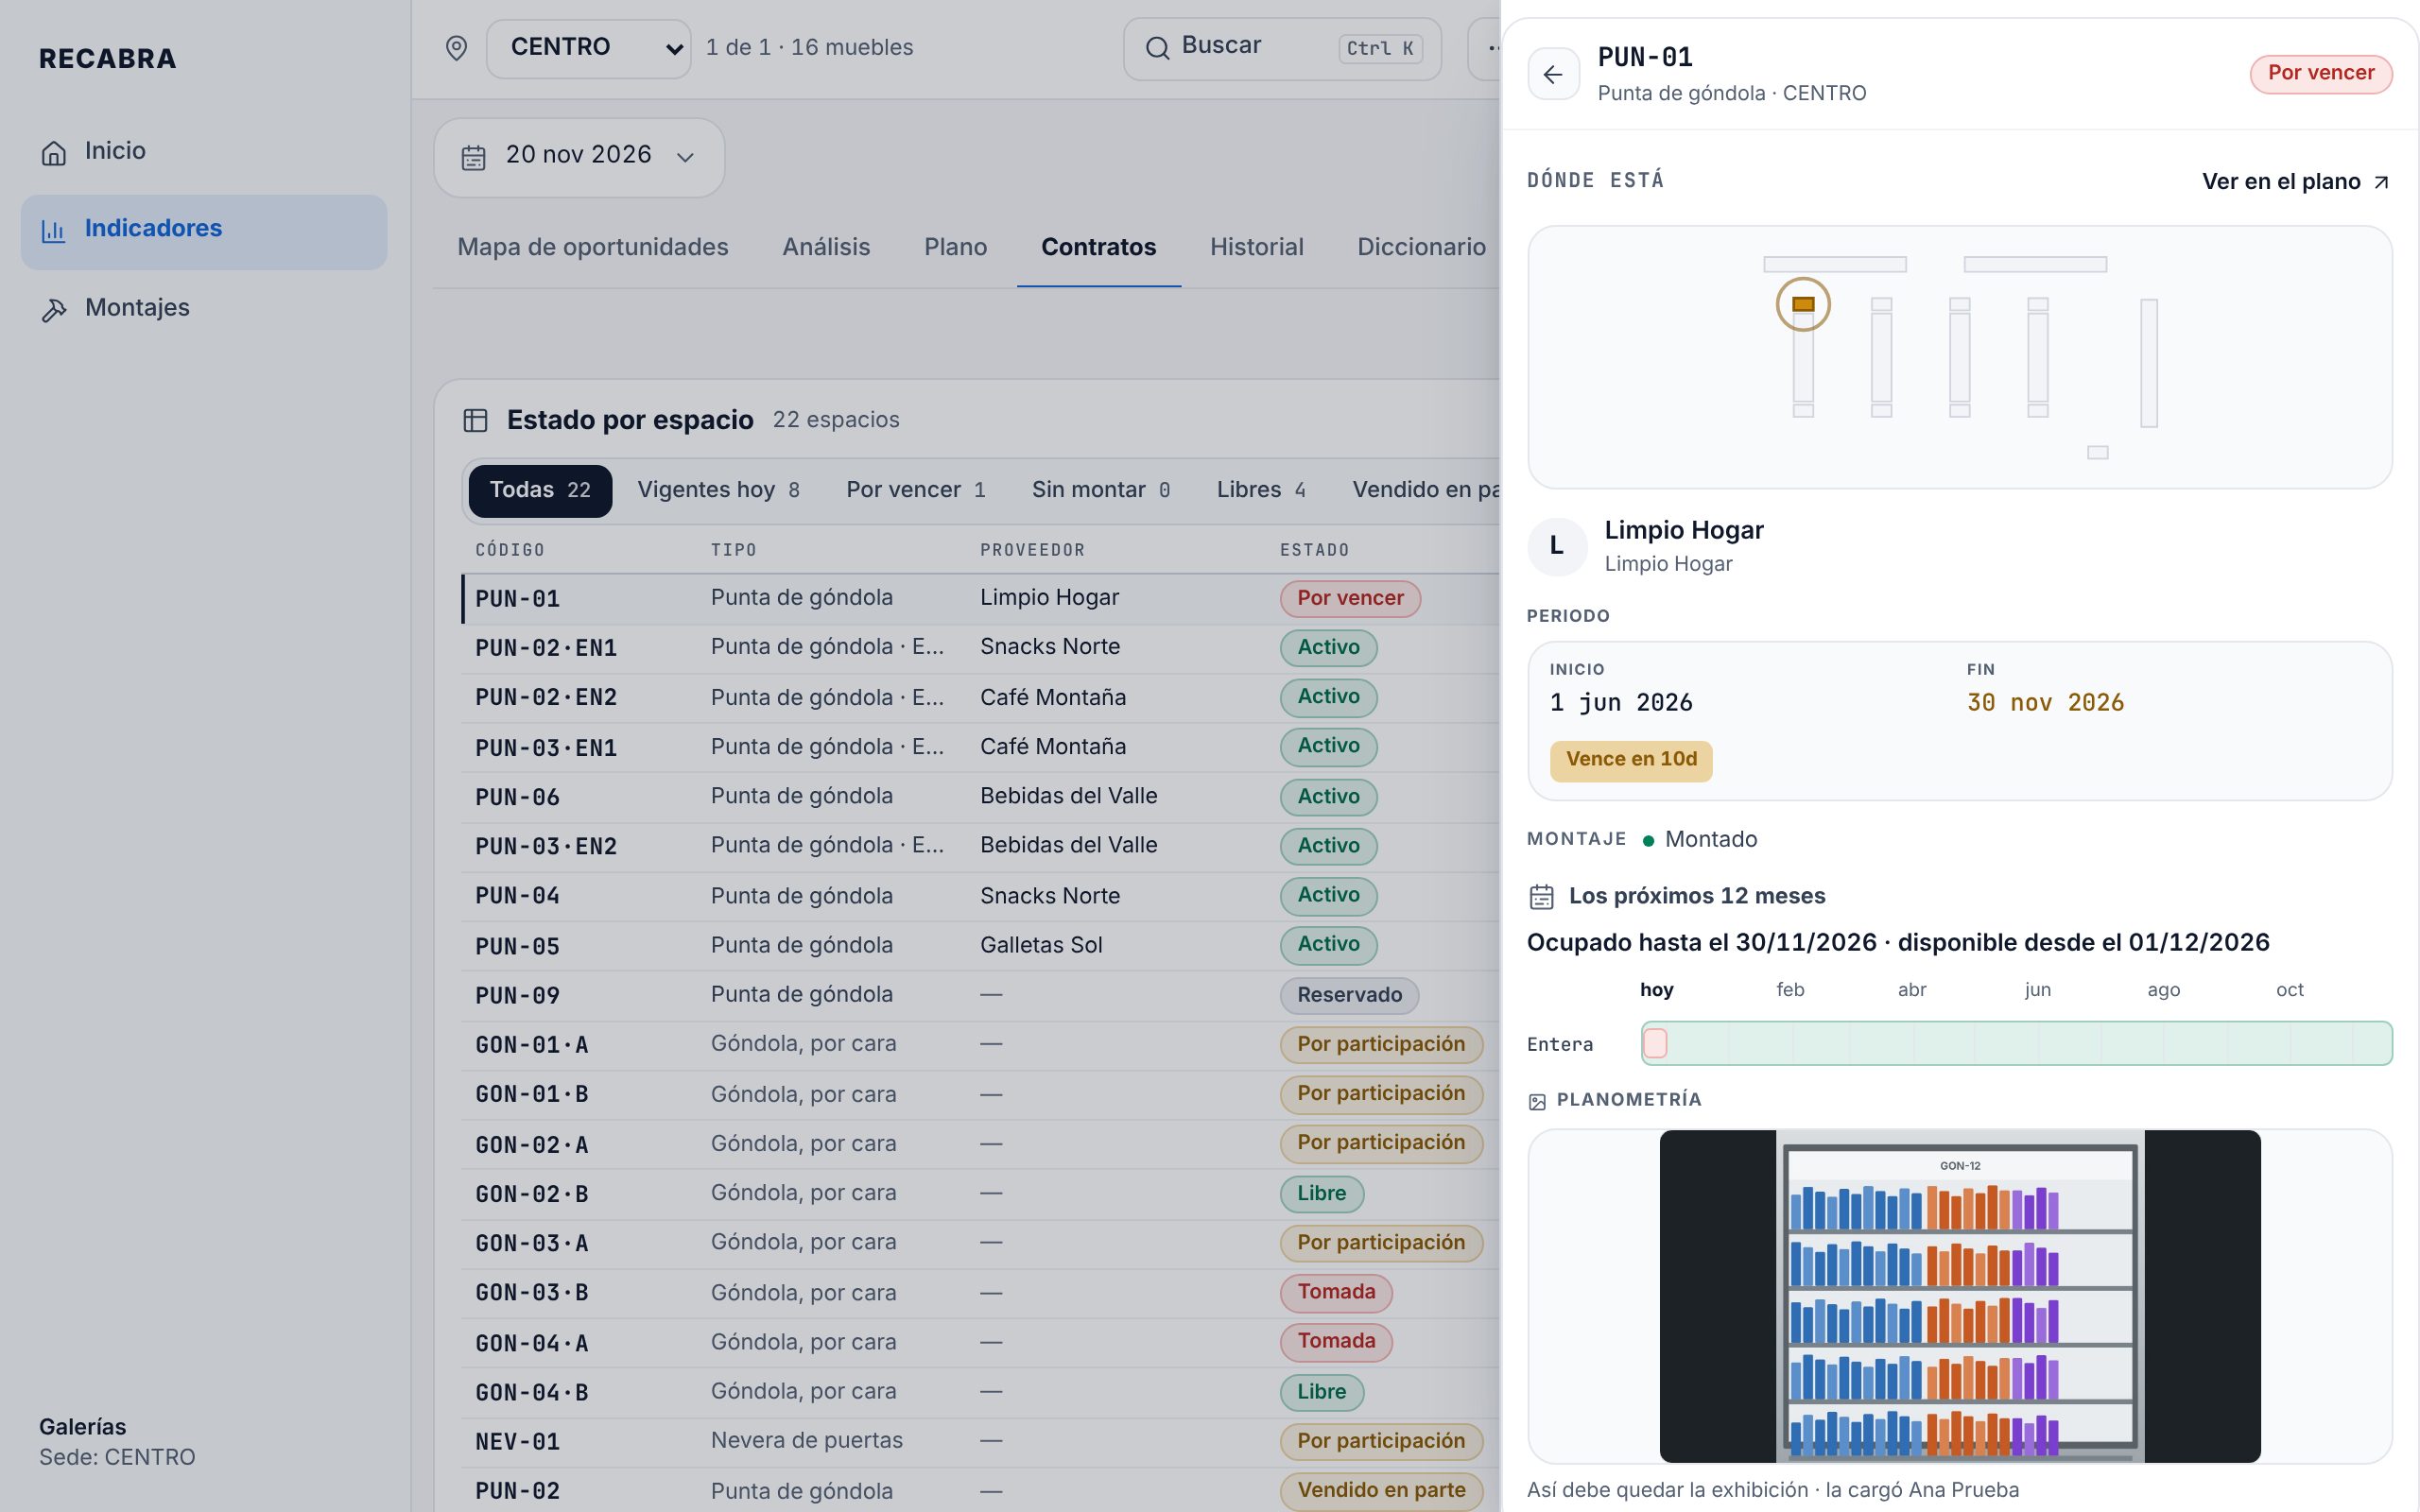 RECABRA
Inicio
Indicadores
Montajes
Galerías
Sede: CENTRO
CENTRO
1 de 1 · 16 muebles
Buscar
Ctrl K
20 nov 2026
Mapa de oportunidades
Análisis
Plano
Contratos
Historial
Diccionario
Estado por espacio 22 espacios
Todas 22
Vigentes hoy 8
Por vencer 1
Sin montar 0
Libres 4
Vendido en pa
CÓDIGO TIPO PROVEEDOR ESTADO
PUN-01 Punta de góndola Limpio Hogar Por vencer
PUN-02·EN1 Punta de góndola · E… Snacks Norte Activo
PUN-02·EN2 Punta de góndola · E… Café Montaña Activo
PUN-03·EN1 Punta de góndola · E… Café Montaña Activo
PUN-06 Punta de góndola Bebidas del Valle Activo
PUN-03·EN2 Punta de góndola · E… Bebidas del Valle Activo
PUN-04 Punta de góndola Snacks Norte Activo
PUN-05 Punta de góndola Galletas Sol Activo
PUN-09 Punta de góndola — Reservado
GON-01·A Góndola, por cara — Por participación
GON-01·B Góndola, por cara — Por participación
GON-02·A Góndola, por cara — Por participación
GON-02·B Góndola, por cara — Libre
GON-03·A Góndola, por cara — Por participación
GON-03·B Góndola, por cara — Tomada
GON-04·A Góndola, por cara — Tomada
GON-04·B Góndola, por cara — Libre
NEV-01 Nevera de puertas — Por participación
PUN-02 Punta de góndola — Vendido en parte
PUN-01
Punta de góndola · CENTRO
Por vencer
DÓNDE ESTÁ
Ver en el plano
L
Limpio Hogar
Limpio Hogar
PERIODO
INICIO FIN
1 jun 2026 30 nov 2026
Vence en 10d
MONTAJE Montado
Los próximos 12 meses
Ocupado hasta el 30/11/2026 · disponible desde el 01/12/2026
hoy feb abr jun ago oct
Entera
PLANOMETRÍA
GON-12
Así debe quedar la exhibición · la cargó Ana Prueba